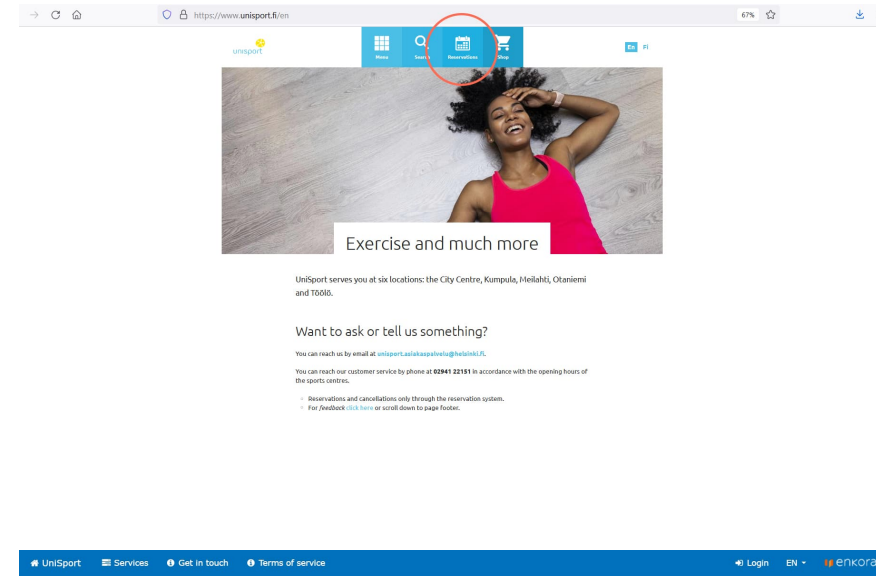 https://www.unisport.fi/en
67%
unisport
Menu
Search
Reservations
Shop
En Fi
Exercise and much more
UniSport serves you at six locations: the City Centre, Kumpula, Meilahti, Otaniemi
and Töölö.
Want to ask or tell us something?
You can reach us by email at unisport.asiakaspalvelu@helsinki.fi.
You can reach our customer service by phone at 02941 22151 in accordance with the opening hours of
the sports centres.
Reservations and cancellations only through the reservation system.
For feedback click here or scroll down to page footer.
UniSport Services Get in touch Terms of service Login EN enkora